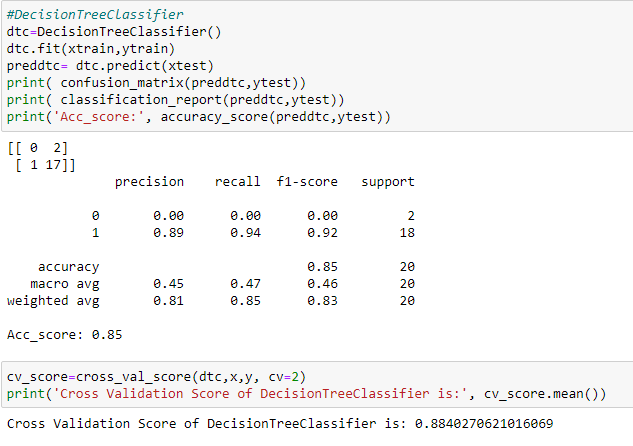 #DecisionTreeClassifier
dtc=DecisionTreeClassifier()
dtc.fit(xtrain,ytrain)
preddtc= dtc.predict(xtest)
print( confusion_matrix(preddtc,ytest))
print( classification_report(preddtc,ytest))
print('Acc_score:', accuracy_score(preddtc,ytest))
[[ 0  2]
 [ 1 17]]
              precision    recall  f1-score   support

           0       0.00      0.00      0.00         2
           1       0.89      0.94      0.92        18

    accuracy                           0.85        20
   macro avg       0.45      0.47      0.46        20
weighted avg       0.81      0.85      0.83        20

Acc_score: 0.85
cv_score=cross_val_score(dtc,x,y, cv=2)
print('Cross Validation Score of DecisionTreeClassifier is:', cv_score.mean())
Cross Validation Score of DecisionTreeClassifier is: 0.8840270621016069